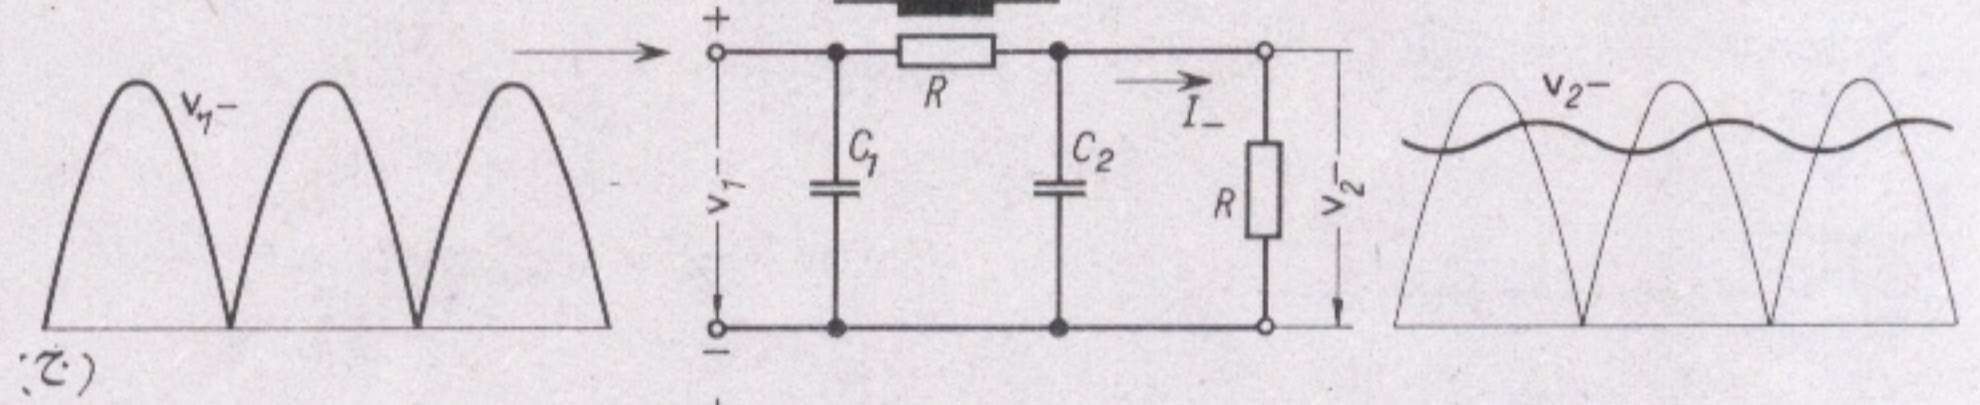 +
v₁-
R
v₂-
I-
C₁
C₂
v₁-
R
v₂-
−
(ج)